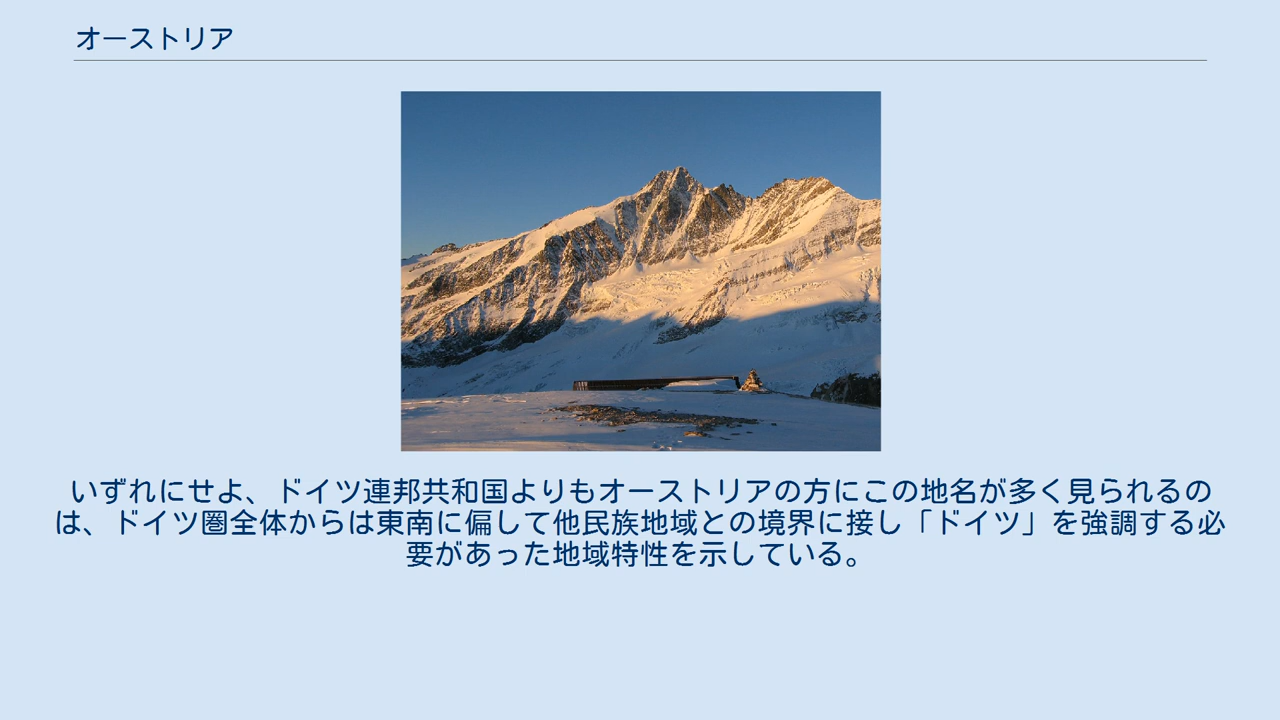 オーストリア
いずれにせよ、ドイツ連邦共和国よりもオーストリアの方にこの地名が多く見られるの
は、ドイツ圏全体からは東南に偏して他民族地域との境界に接し「ドイツ」を強調する必
要があった地域特性を示している。